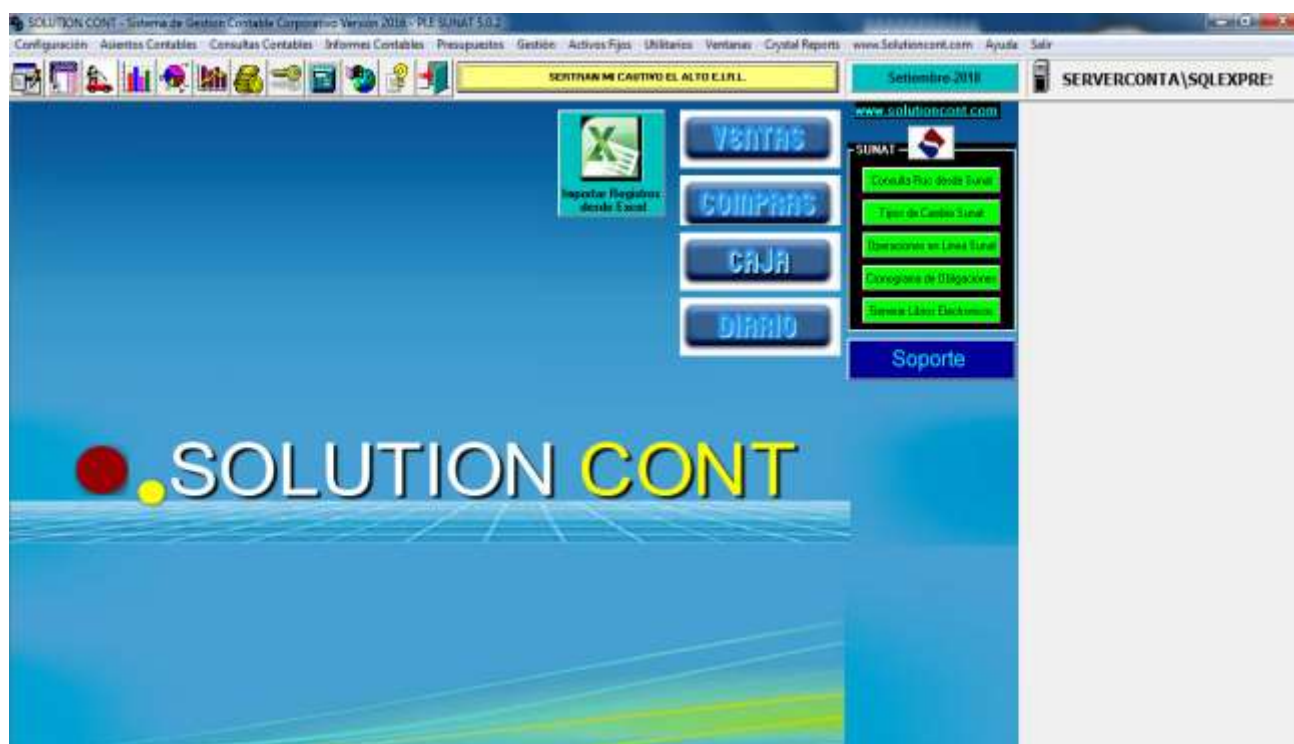 SOLUTION CONT - Sistema de Gestion Contable Corporativo Version 2018 - PLE SUNAT 5.0.2
Configuración Asientos Contables Consultas Contables Informes Contables Presupuestos Gestión Activos Fijos Utilitarios Ventanas Crystal Reports www.Solutioncont.com Ayuda Salir
SERTRAN MI CAUTIVO EL ALTO E.I.R.L. Setiembre-2018 SERVERCONTA\SQLEXPRE
www.solutioncont.com
VENTAS
SUNAT
Importar Registros
desde Excel
Consulta Ruc desde Sunat
COMPRAS
Tipos de Cambio Sunat
Operaciones en Linea Sunat
CAJA
Cronograma de Obligaciones
Generar Libros Electronicos
DIARIO
Soporte
SOLUTION CONT